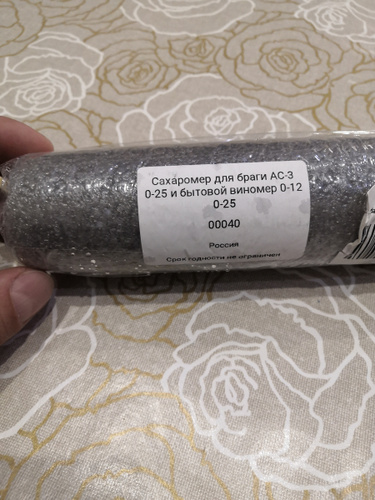 Сахаромер для браги АС-3
0-25 и бытовой виномер 0-12
0-25
00040
Россия
Срок годности не ограничен